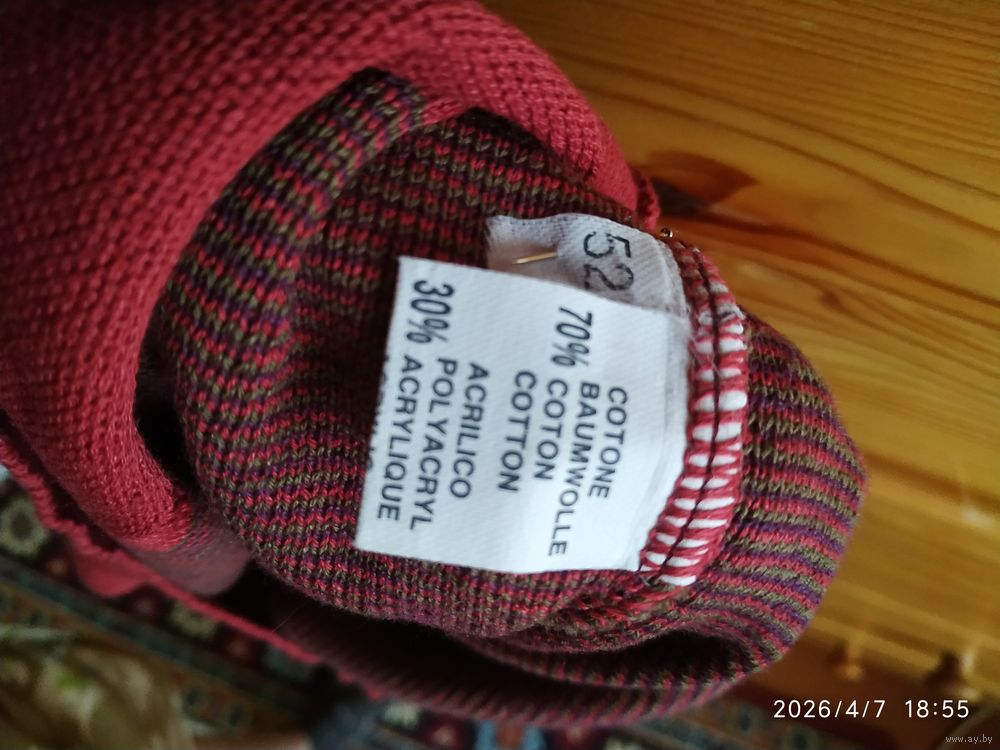 52
COTONE
BAUMWOLLE
70% COTON
COTTON
ACRILICO
POLYACRYL
30% ACRYLIQUE
2026/4/7 18:55
www.ay.by